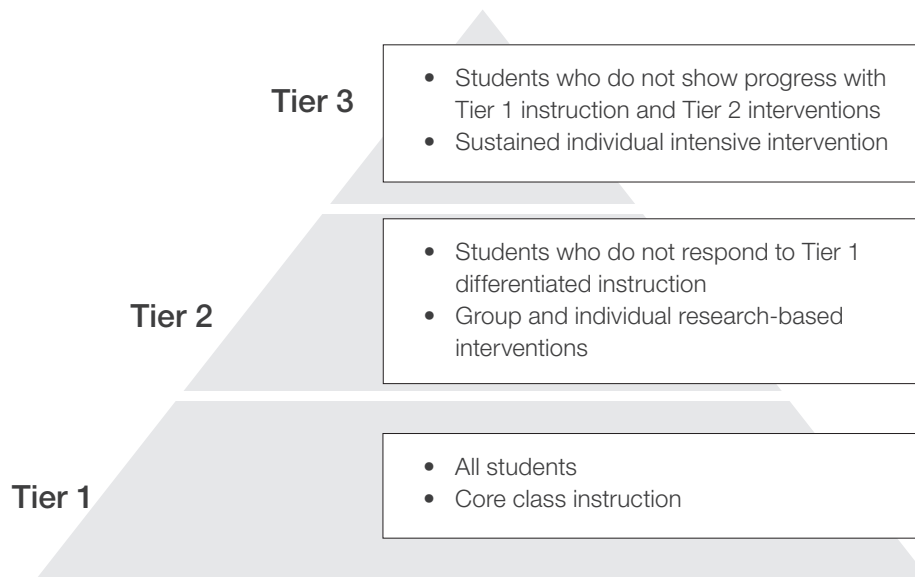 Tier 3
• Students who do not show progress with
Tier 1 instruction and Tier 2 interventions
• Sustained individual intensive intervention
Tier 2
• Students who do not respond to Tier 1
differentiated instruction
• Group and individual research-based
interventions
Tier 1
• All students
• Core class instruction